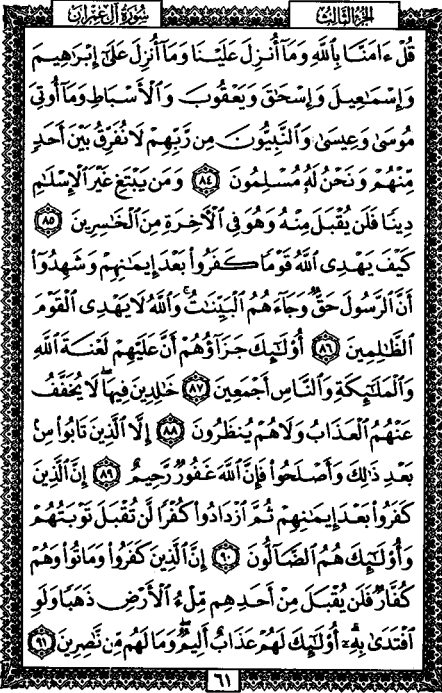 الجزء الثالث
سورة آل عمران
قُلْ ءَامَنَّا بِٱللَّهِ وَمَآ أُنزِلَ عَلَيْنَا وَمَآ أُنزِلَ عَلَىٰٓ إِبْرَٰهِيمَ
وَإِسْمَٰعِيلَ وَإِسْحَٰقَ وَيَعْقُوبَ وَٱلْأَسْبَاطِ وَمَآ أُوتِىَ
مُوسَىٰ وَعِيسَىٰ وَٱلنَّبِيُّونَ مِن رَّبِّهِمْ لَا نُفَرِّقُ بَيْنَ أَحَدٍ
مِّنْهُمْ وَنَحْنُ لَهُۥ مُسْلِمُونَ ٨٤ وَمَن يَبْتَغِ غَيْرَ ٱلْإِسْلَٰمِ
دِينًا فَلَن يُقْبَلَ مِنْهُ وَهُوَ فِى ٱلْءَاخِرَةِ مِنَ ٱلْخَٰسِرِينَ ٨٥
كَيْفَ يَهْدِى ٱللَّهُ قَوْمًا كَفَرُوا۟ بَعْدَ إِيمَٰنِهِمْ وَشَهِدُوٓا۟
أَنَّ ٱلرَّسُولَ حَقٌّ وَجَآءَهُمُ ٱلْبَيِّنَٰتُ ۚ وَٱللَّهُ لَا يَهْدِى ٱلْقَوْمَ
ٱلظَّٰلِمِينَ ٨٦ أُو۟لَٰٓئِكَ جَزَآؤُهُمْ أَنَّ عَلَيْهِمْ لَعْنَةَ ٱللَّهِ
وَٱلْمَلَٰٓئِكَةِ وَٱلنَّاسِ أَجْمَعِينَ ٨٧ خَٰلِدِينَ فِيهَا لَا يُخَفَّفُ
عَنْهُمُ ٱلْعَذَابُ وَلَا هُمْ يُنظَرُونَ ٨٨ إِلَّا ٱلَّذِينَ تَابُوا۟ مِنۢ
بَعْدِ ذَٰلِكَ وَأَصْلَحُوا۟ فَإِنَّ ٱللَّهَ غَفُورٌ رَّحِيمٌ ٨٩ إِنَّ ٱلَّذِينَ
كَفَرُوا۟ بَعْدَ إِيمَٰنِهِمْ ثُمَّ ٱزْدَادُوا۟ كُفْرًا لَّن تُقْبَلَ تَوْبَتُهُمْ
وَأُو۟لَٰٓئِكَ هُمُ ٱلضَّآلُّونَ ٩٠ إِنَّ ٱلَّذِينَ كَفَرُوا۟ وَمَاتُوا۟ وَهُمْ
كُفَّارٌ فَلَن يُقْبَلَ مِنْ أَحَدِهِم مِّلْءُ ٱلْأَرْضِ ذَهَبًا وَلَوِ
ٱفْتَدَىٰ بِهِۦٓ ۗ أُو۟لَٰٓئِكَ لَهُمْ عَذَابٌ أَلِيمٌ وَمَا لَهُم مِّن نَّٰصِرِينَ ٩١
٦١